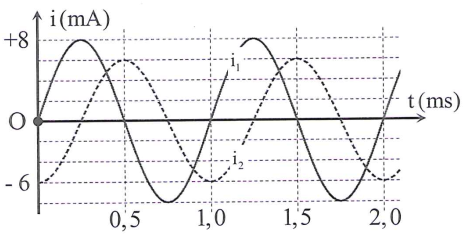 i (mA)
+8
i₁
O
t (ms)
i₂
- 6
0,5 1,0 1,5 2,0